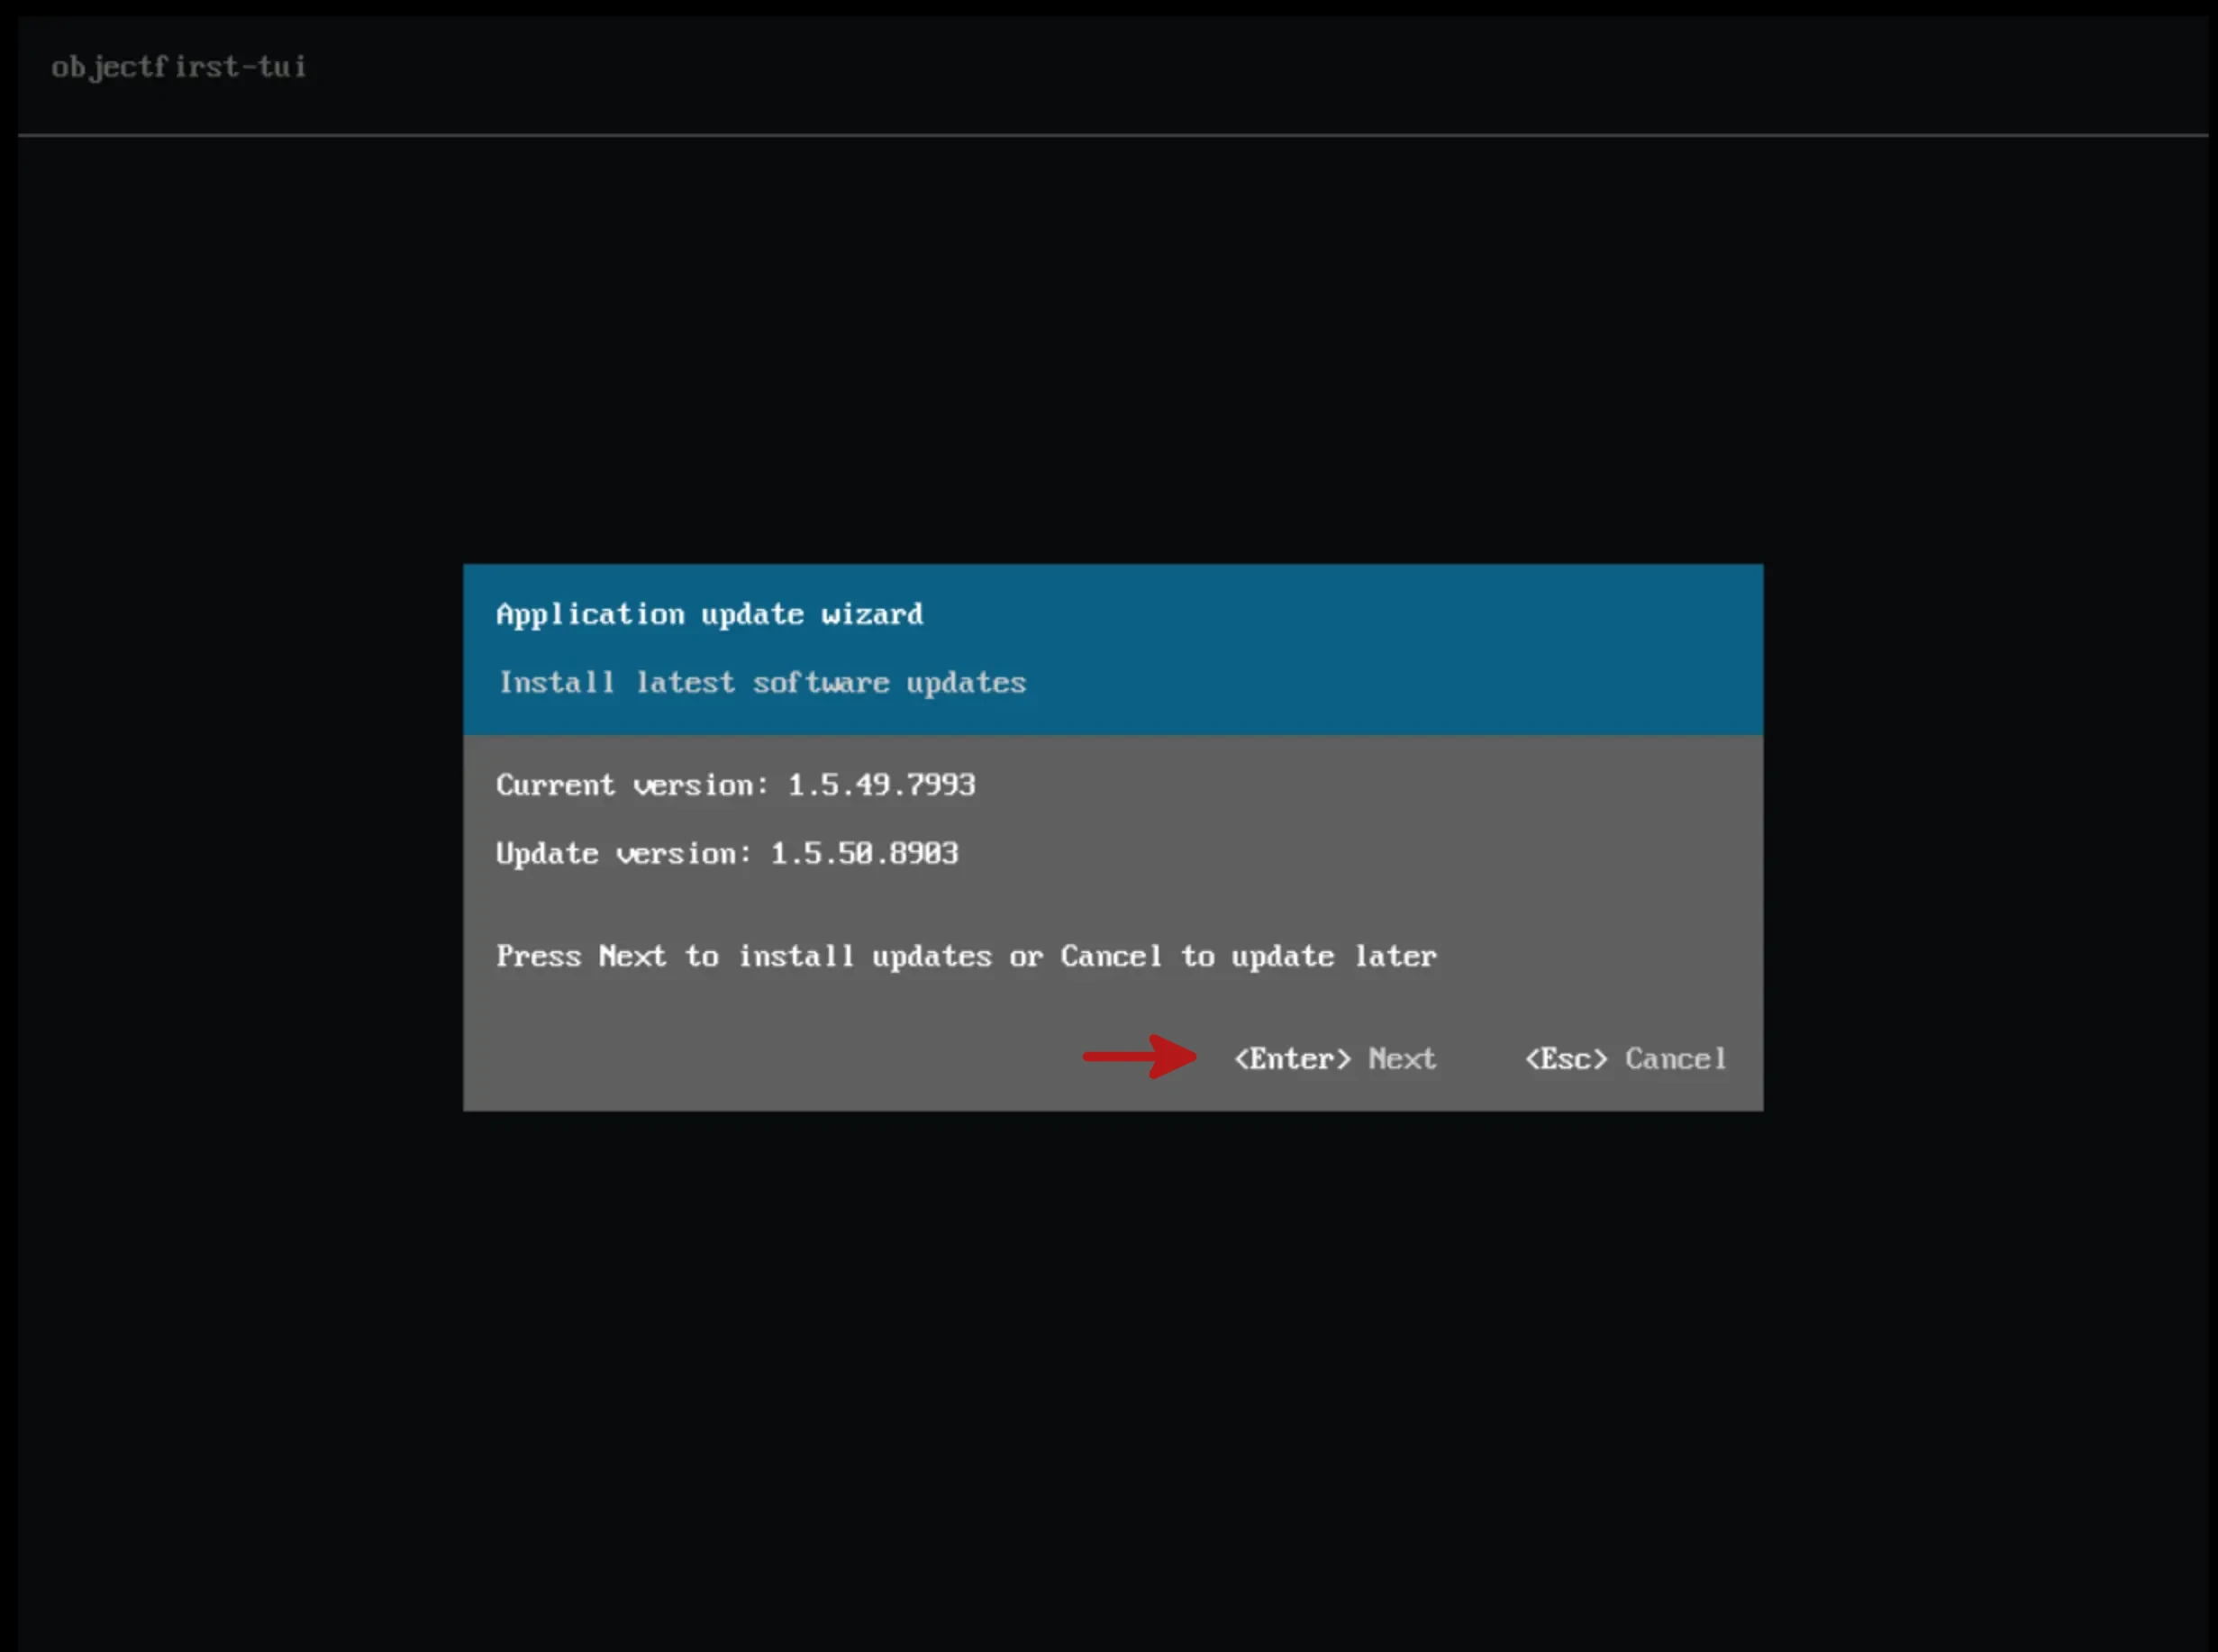 objectfirst-tui
Application update wizard
Install latest software updates
Current version: 1.5.49.7993
Update version: 1.5.50.8903
Press Next to install updates or Cancel to update later
<Enter> Next <Esc> Cancel